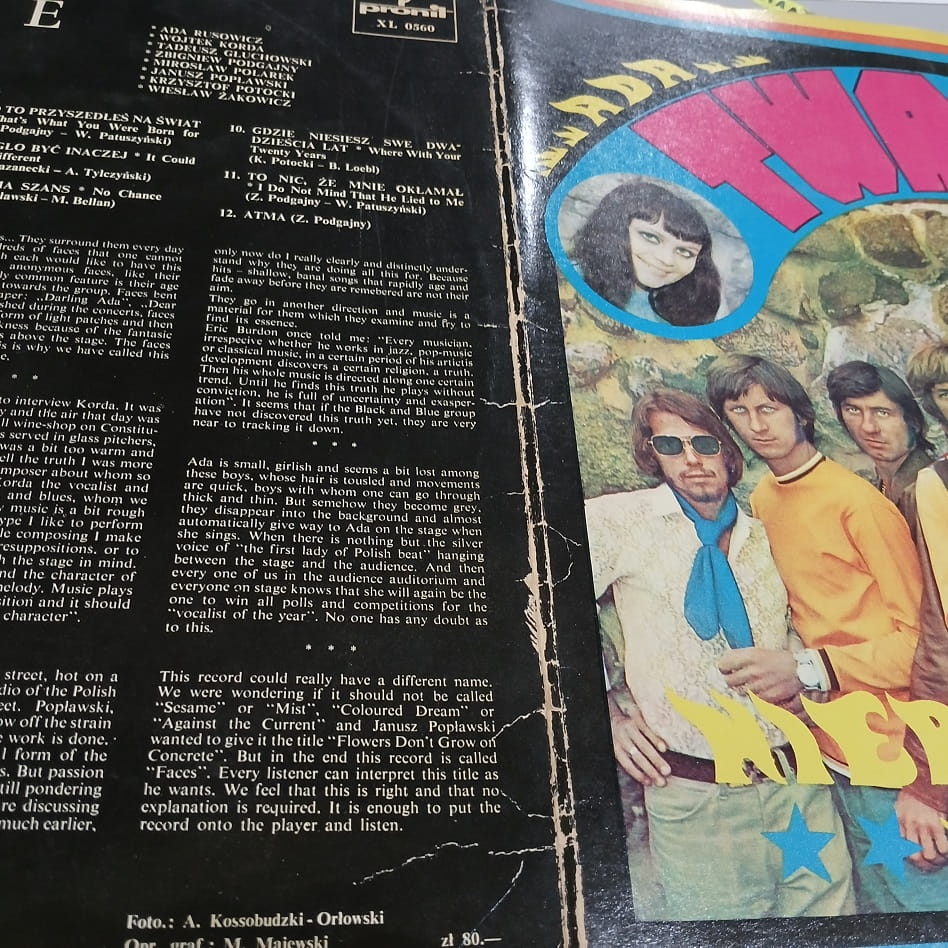 E
pronit
XL 0560
* ADA RUSOWICZ
* WOJTEK KORDA
* TADEUSZ GŁUCHOWSKI
* ZBIGNIEW PODGAJNY
* MIROSŁAW POLAREK
* JANUSZ POPŁAWSKI
* KRZYSZTOF POTOCKI
* WIESŁAW ŻAKOWICZ
TO PRZYSZEDŁEŚ NA ŚWIAT
hat's What You Were Born for
Podgajny – W. Patuszyński)
GŁO BYĆ INACZEJ * It Could
ifferent
azanecki – A. Tylczyński)
A SZANS * No Chance
ławski – M. Bellan)
10. GDZIE NIESIESZ SWE DWA-
DZIEŚCIA LAT * Where With Your
Twenty Years
(K. Potocki – B. Loebl)
11. TO NIC, ŻE MNIE OKŁAMAŁ
* I Do Not Mind That He Lied to Me
(Z. Podgajny – W. Patuszyński)
12. ATMA (Z. Podgajny)
s... They surround them every day
dreds of faces that one cannot
h each would like to have this
anonymous faces, like their
ly common feature is their age
towards the group. Faces bent
aper: „Darling Ada”, „Dear
shed during the concerts, faces
form of light patches and then
kness because of the fantasic
s above the stage. The faces
is is why we have called this
e.
* *
to interview Korda. It was
y and the air that day was
ll wine-shop on Constitu-
s served in glass pitchers,
was a bit too warm and
ell the truth I was more
mposer about whom so
Korda the vocalist and
and blues, whom we
y music is a bit rough
ype I like to perform
le composing I make
resuppositions, or to
h the stage in mind.
nd the character of
elody. Music plays
sition and it should
character”.
street, hot on a
dio of the Polish
eet. Popławski,
ow off the strain
e work is done.
l form of the
s. But passion
till pondering
re discussing
much earlier,
only now do I really clearly and distinctly under-
stand why they are doing all this for. Because
hits – shallow, banal songs that rapidly age and
fade away before they are remebered are not their
aim.
They go in another direction and music is a
material for them which they examine and fry to
find its essence.
Eric Burdon once told me: "Every musician,
irrespecive whether he works in jazz, pop-music
or classical music, in a certain period of his artictis
development discovers a certain religion, a truth.
Then his whole music is directed along one certain
trend. Until he finds this truth he plays without
conviction, he is full of uncertainty end exasper-
ation". It seems that if the Black and Blue group
have not discovered this truth yet, they are very
near to tracking it down.
* * *
Ada is small, girlish and seems a bit lost among
these boys, whose hair is tousled and movements
are quick, boys with whom one can go through
thick and thin. But somehow they become grey,
they disappear into the background and almost
automatically give way to Ada on the stage when
she sings. When there is nothing but the silver
voice of "the first lady of Polish beat" hanging
between the stage and the audience. And then
every one of us in the audience auditorium and
everyone on stage knows that she will again be the
one to win all polls and competitions for the
"vocalist of the year". No one has any doubt as
to this.
* * *
This record could really have a different name.
We were wondering if it should not be called
"Sesame" or "Mist", "Coloured Dream" or
"Against the Current" and Janusz Popławski
wanted to give it the title "Flowers Don't Grow on
Concrete". But in the end this record is called
"Faces". Every listener can interpret this title as
he wants. We feel that this is right and that no
explanation is required. It is enough to put the
record onto the player and listen.
Foto.: A. Kossobudzki-Orłowski
Opr. graf.: M. Majewski
zł 80.—
ADA
TWA
NIEB